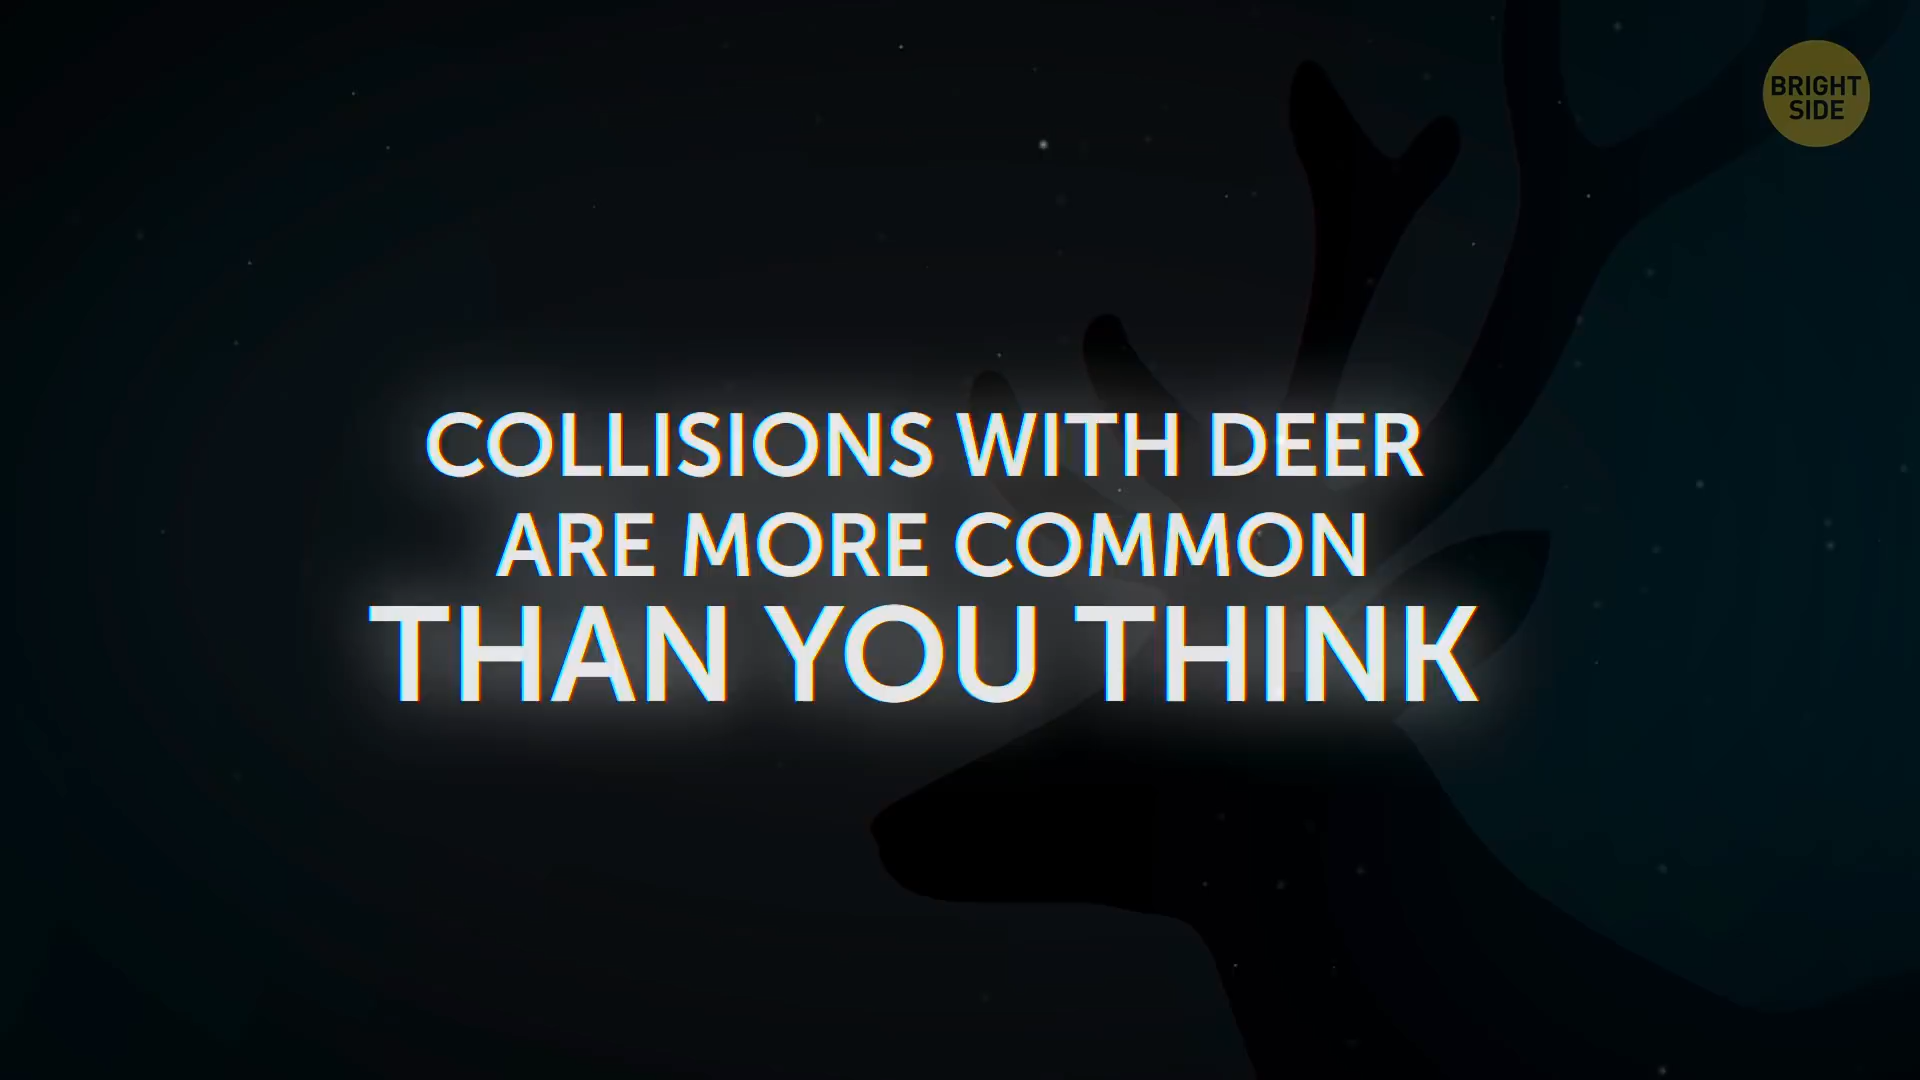 BRIGHT
SIDE
COLLISIONS WITH DEER
ARE MORE COMMON
THAN YOU THINK